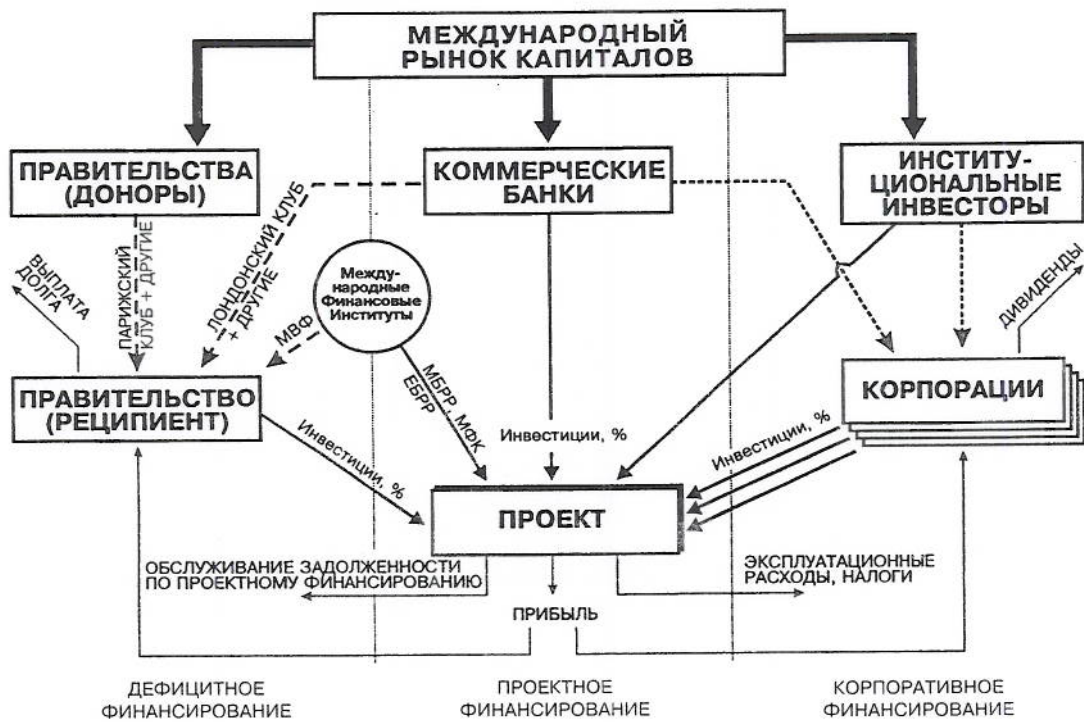 МЕЖДУНАРОДНЫЙ
РЫНОК КАПИТАЛОВ
ПРАВИТЕЛЬСТВА
(ДОНОРЫ)
КОММЕРЧЕСКИЕ
БАНКИ
ИНСТИТУ-
ЦИОНАЛЬНЫЕ
ИНВЕСТОРЫ
ВЫПЛАТА
ДОЛГА
ПАРИЖСКИЙ
КЛУБ + ДРУГИЕ
ЛОНДОНСКИЙ КЛУБ
+ ДРУГИЕ
МВФ
Между-
народные
Финансовые
Институты
ДИВИДЕНДЫ
ПРАВИТЕЛЬСТВО
(РЕЦИПИЕНТ)
МБРР, МФК
ЕБРР
КОРПОРАЦИИ
Инвестиции, %
Инвестиции, %
Инвестиции, %
ПРОЕКТ
ОБСЛУЖИВАНИЕ ЗАДОЛЖЕННОСТИ
ПО ПРОЕКТНОМУ ФИНАНСИРОВАНИЮ
ЭКСПЛУАТАЦИОННЫЕ
РАСХОДЫ, НАЛОГИ
ПРИБЫЛЬ
ДЕФИЦИТНОЕ
ФИНАНСИРОВАНИЕ
ПРОЕКТНОЕ
ФИНАНСИРОВАНИЕ
КОРПОРАТИВНОЕ
ФИНАНСИРОВАНИЕ